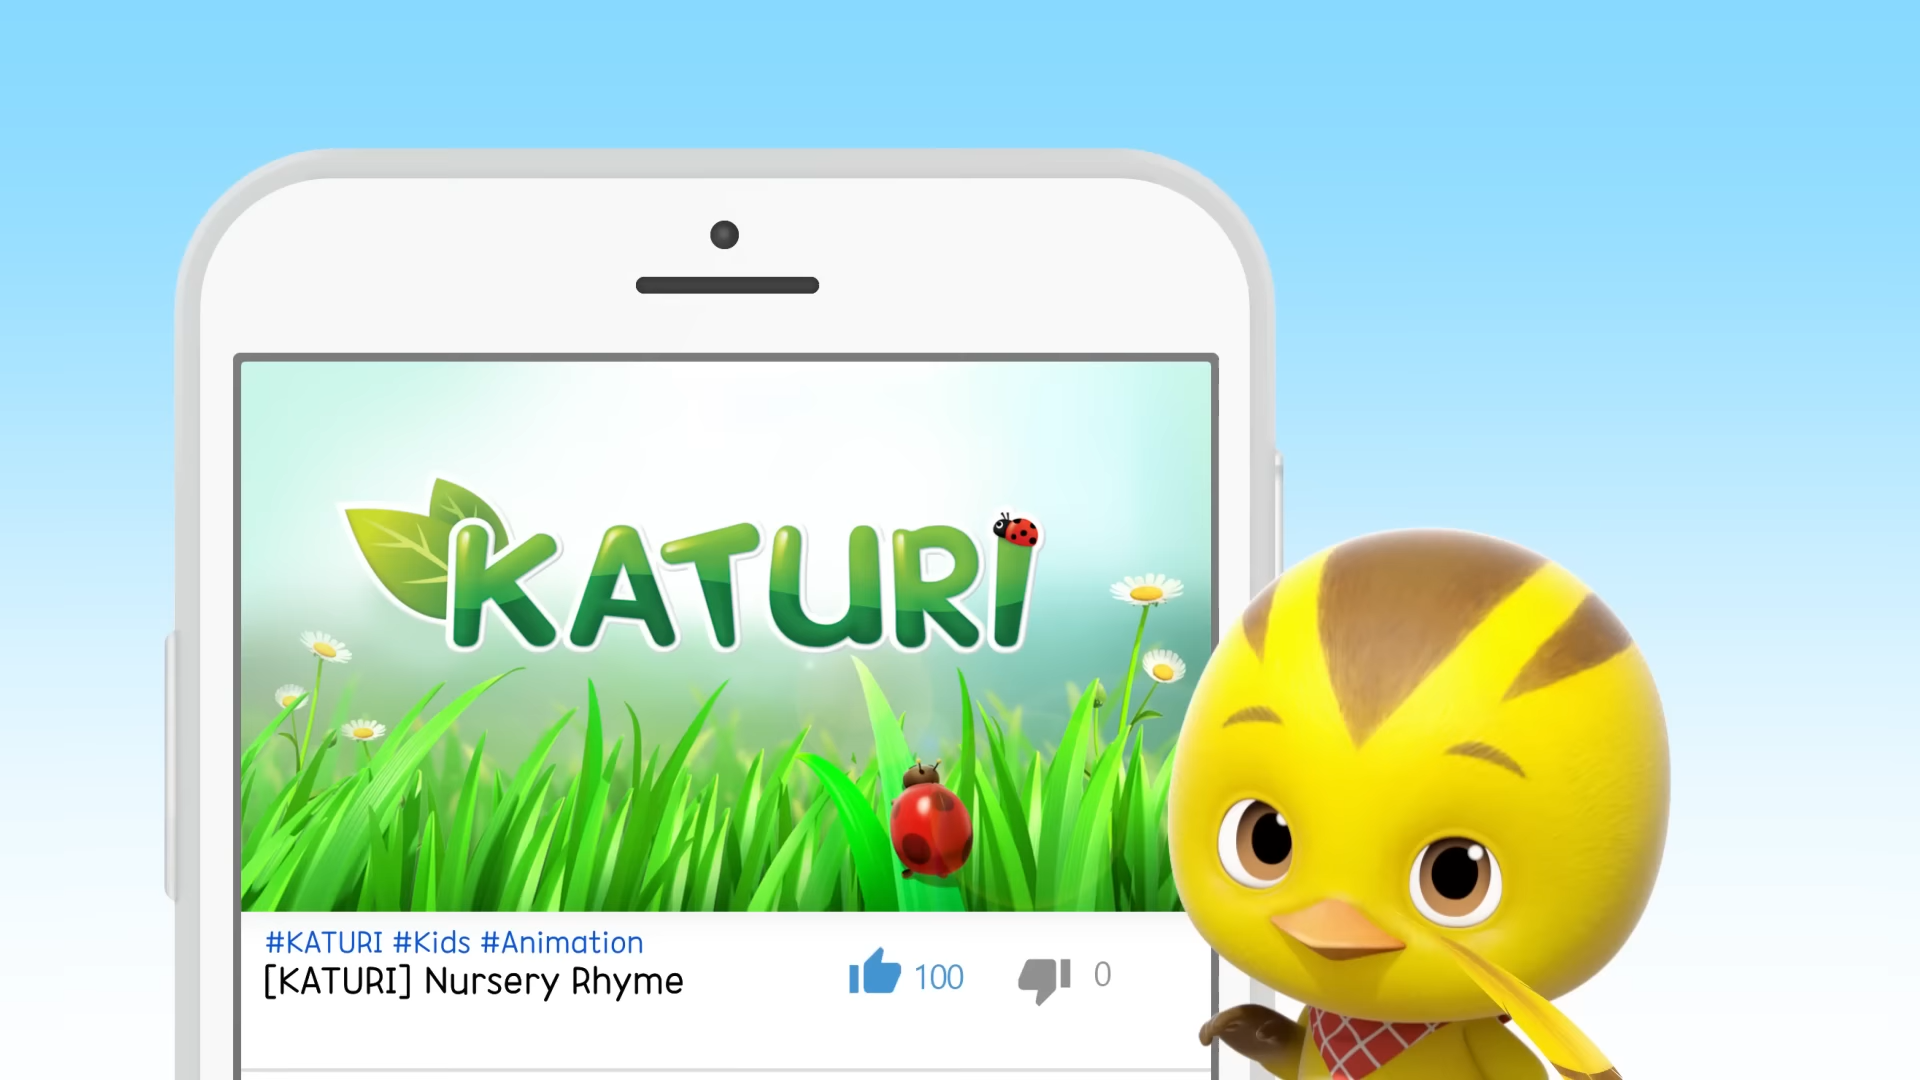 KATURI
#KATURI #Kids #Animation
[KATURI] Nursery Rhyme
100
0